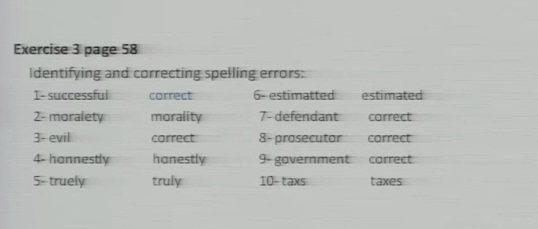 Exercise 3 page 58
Identifying and correcting spelling errors:
1- successful correct 6- estimatted estimated
2- moralety morality 7- defendant correct
3- evil correct 8- prosecutor correct
4- honnestly honestly 9- government correct
5- truely truly 10- taxs taxes